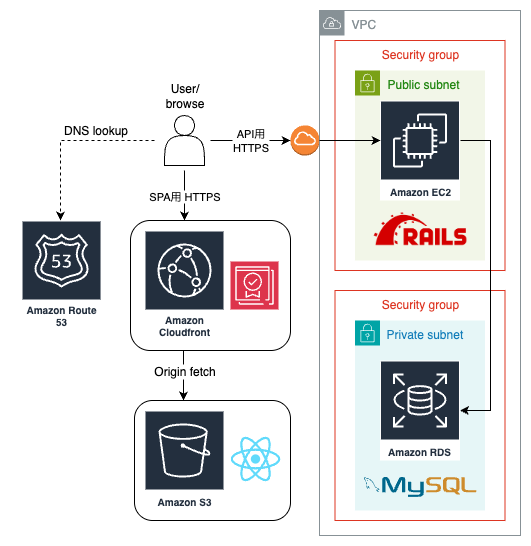 VPC
Security group
Public subnet
User/
browse
DNS lookup
API用
HTTPS
Amazon EC2
RAILS
SPA用 HTTPS
53
Amazon Route
53
Amazon
Cloudfront
Security group
Private subnet
Origin fetch
Amazon RDS
Amazon S3
MySQL